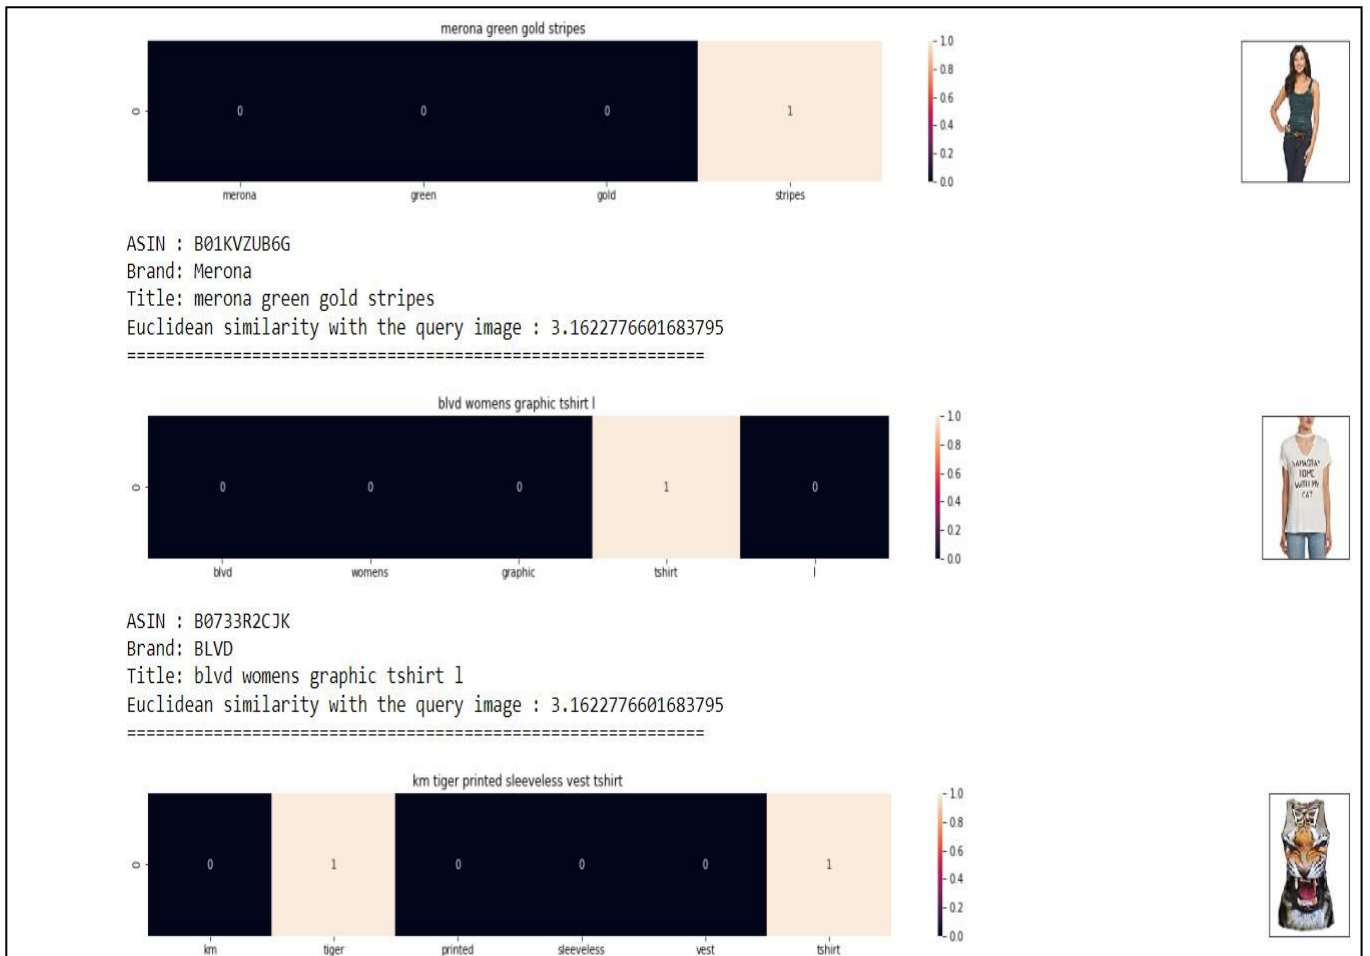 merona green gold stripes
0 0 0 0 1
1.0
0.8
0.6
0.4
0.2
0.0
merona green gold stripes
ASIN : B01KVZUB6G
Brand: Merona
Title: merona green gold stripes
Euclidean similarity with the query image : 3.1622776601683795
============================================================
blvd womens graphic tshirt l
0 0 0 0 1 0
1.0
0.8
0.6
0.4
0.2
0.0
blvd womens graphic tshirt l
HOME
WITH MY
CAT
ASIN : B0733R2CJK
Brand: BLVD
Title: blvd womens graphic tshirt l
Euclidean similarity with the query image : 3.1622776601683795
============================================================
km tiger printed sleeveless vest tshirt
0 0 1 0 0 0 1
1.0
0.8
0.6
0.4
0.2
0.0
km tiger printed sleeveless vest tshirt